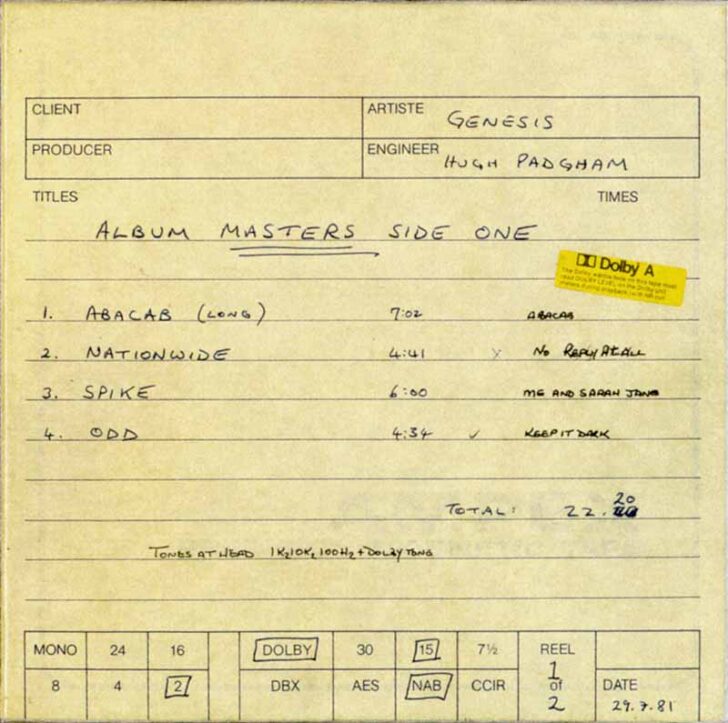 CLIENT
ARTISTE GENESIS
PRODUCER
ENGINEER HUGH PADGHAM
TITLES TIMES
ALBUM MASTERS SIDE ONE
Dolby A
1. ABACAB (LONG) 7:02 ABACAB
2. NATIONWIDE 4:41 x NO REPLY AT ALL
3. SPIKE 6:00 ME AND SARAH JANE
4. ODD 4:34 ✓ KEEP IT DARK
TOTAL: 22.20
TONES AT HEAD 1K, 10K, 100Hz + DOLBY TONE
MONO 24 16 DOLBY 30 15 7½ REEL
8 4 2 DBX AES NAB CCIR 1 of 2 DATE 29.7.81